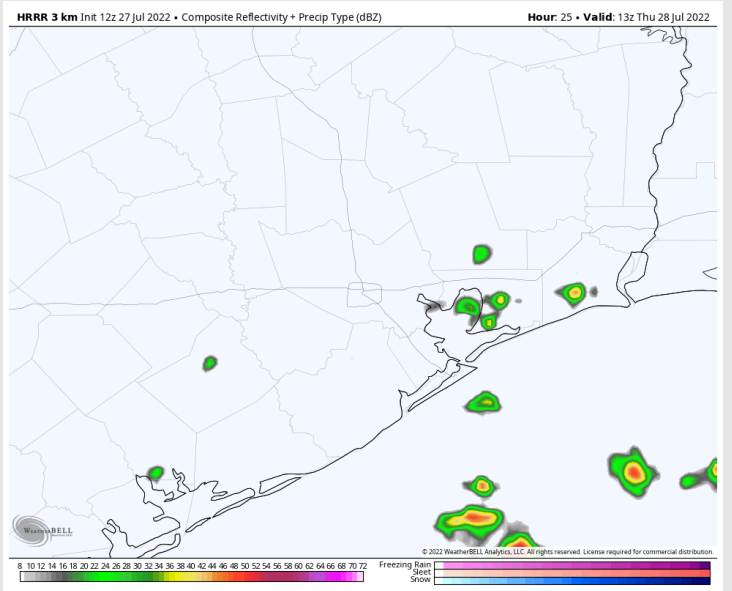 HRRR 3 km Init 12z 27 Jul 2022 • Composite Reflectivity + Precip Type (dBZ)
Hour: 25 • Valid: 13z Thu 28 Jul 2022
WeatherBELL
© 2022 WeatherBELL Analytics, LLC. All rights reserved. License required for commercial distribution.
8 10 12 14 16 18 20 22 24 26 28 30 32 34 36 38 40 42 44 46 48 50 52 54 56 58 60 62 64 66 68 70 72
Freezing Rain
Sleet
Snow